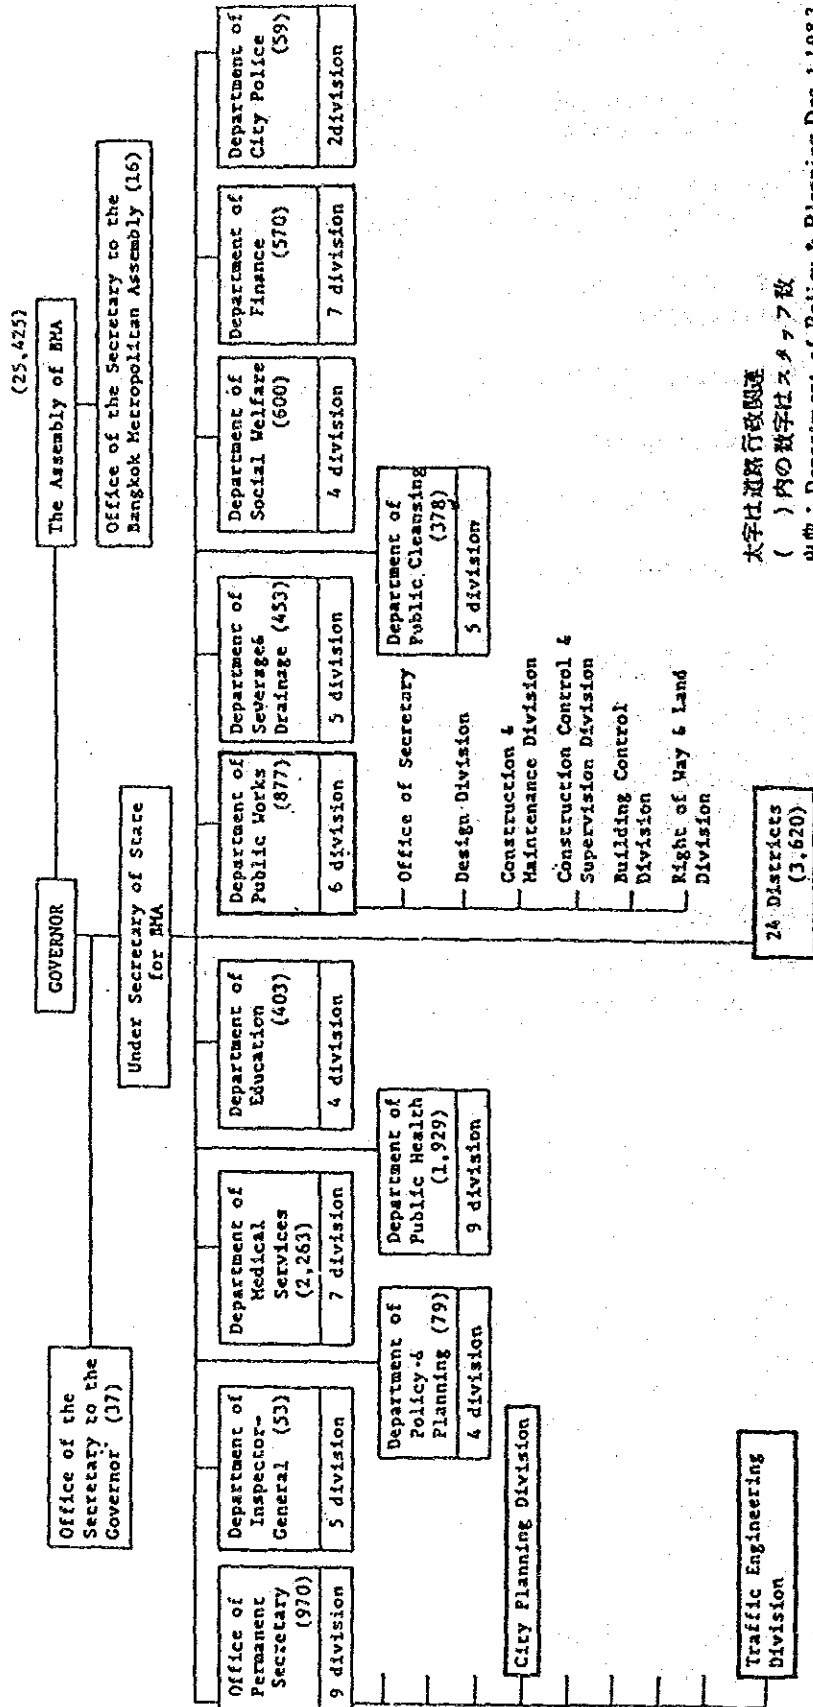 (25,425)
GOVERNOR
The Assembly of BMA
Office of the
Secretary to the
Governor (37)
Office of the Secretary to the
Bangkok Metropolitan Assembly (16)
Under Secretary of State
for BMA
Office of
Permanent
Secretary
(970)
9 division
Department of
Inspector-
General (53)
5 division
Department of
Medical
Services
(2,263)
7 division
Department of
Education
(403)
4 division
Department of
Public Works
(877)
6 division
Department of
Sewerage&
Drainage (453)
5 division
Department of
Social Welfare
(600)
4 division
Department of
Finance
(570)
7 division
Department of
City Police
(59)
2division
Department of
Policy &
Planning (79)
4 division
Department of
Public Health
(1,929)
9 division
Department of
Public Cleansing
(378)
5 division
City Planning Division
Traffic Engineering
Division
Office of Secretary
Design Division
Construction &
Maintenance Division
Construction Control &
Supervision Division
Building Control
Division
Right of Way & Land
Division
24 Districts
(3,620)
太字は道路行政関連
( )内の数字はスタッフ数
出典：Department of Policy & Planning